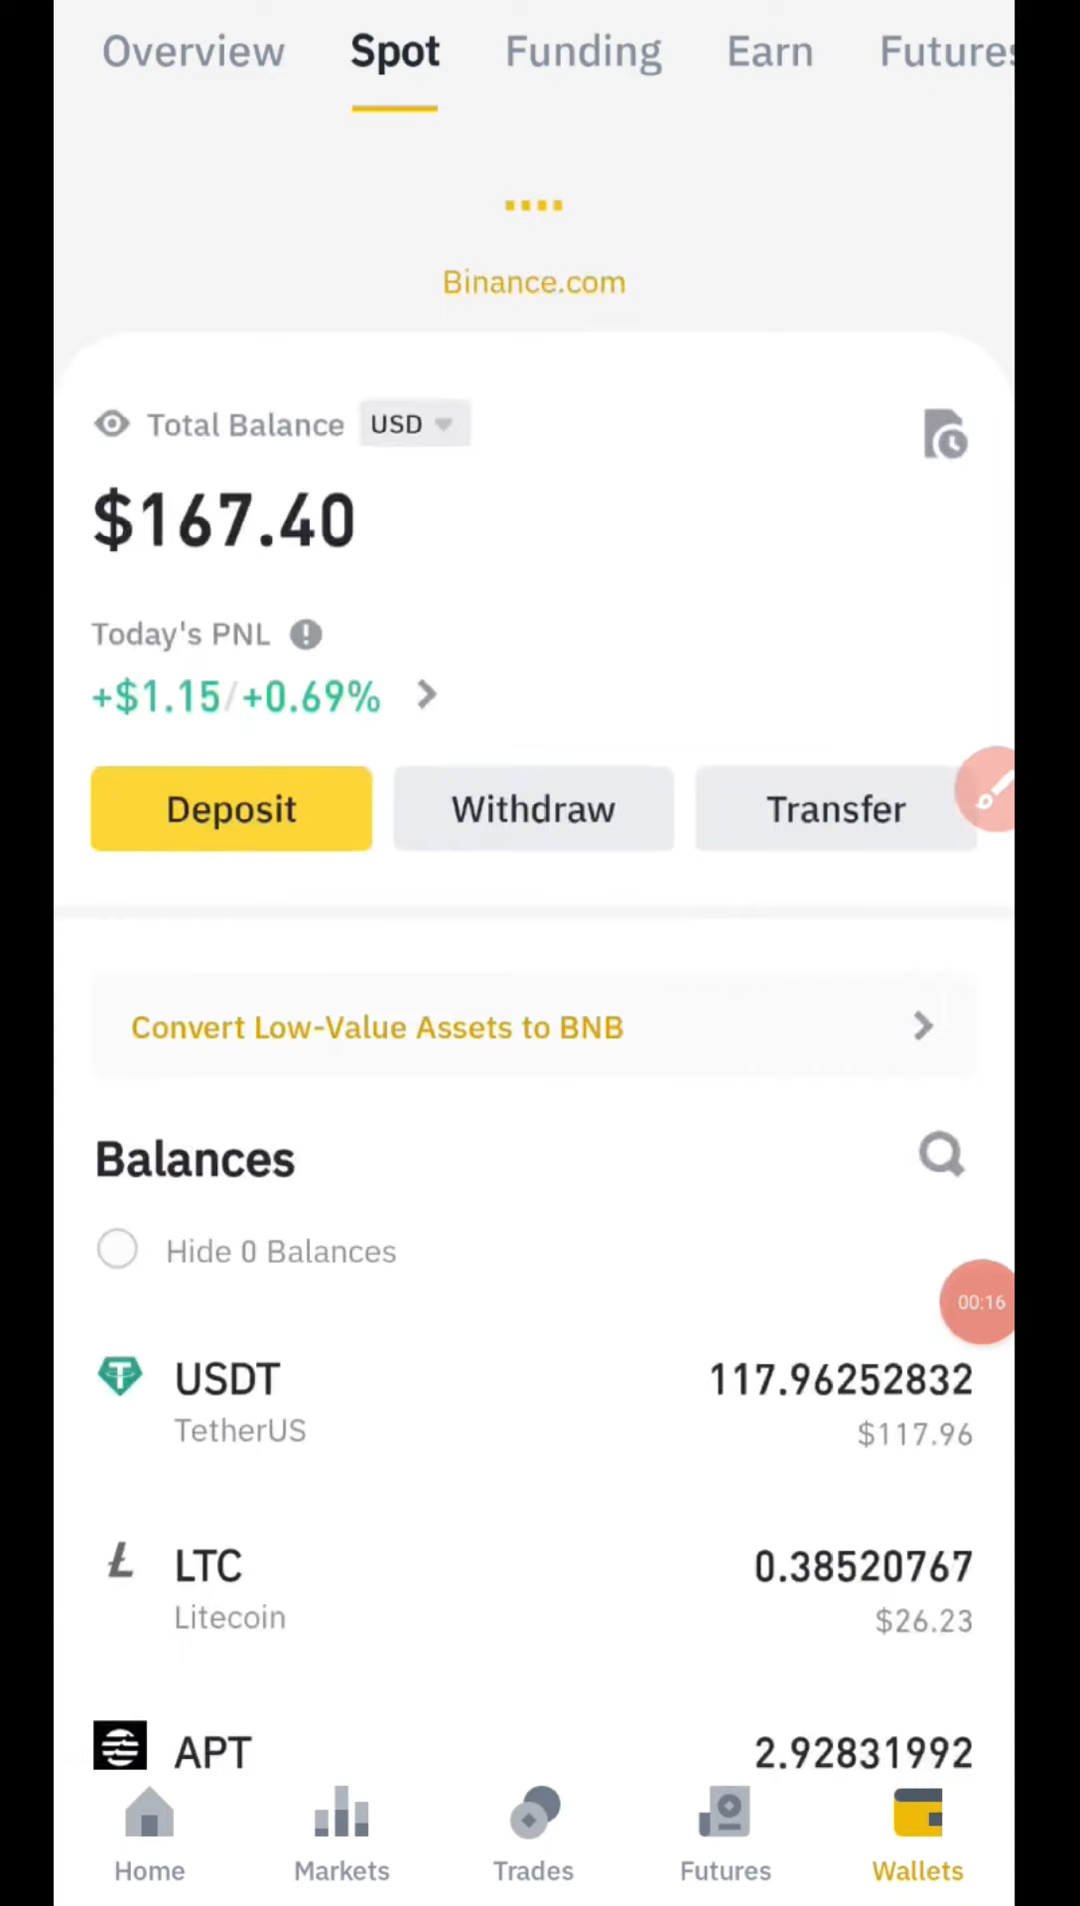 Overview Spot Funding Earn Futures
Binance.com
Total Balance USD
$167.40
Today's PNL
+$1.15/+0.69%
Deposit Withdraw Transfer
Convert Low-Value Assets to BNB
Balances
Hide 0 Balances
00:16
USDT 117.96252832
TetherUS $117.96
LTC 0.38520767
Litecoin $26.23
APT 2.92831992
Home Markets Trades Futures Wallets